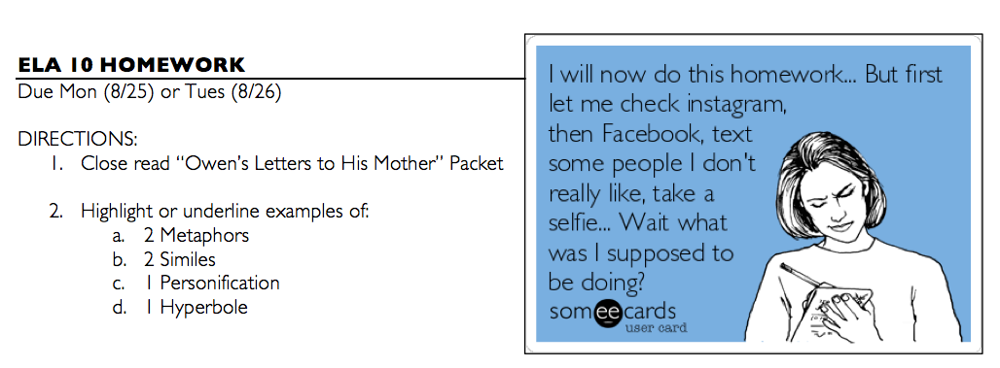 ELA 10 HOMEWORK
Due Mon (8/25) or Tues (8/26)
DIRECTIONS:
1. Close read “Owen’s Letters to His Mother” Packet
2. Highlight or underline examples of:
a. 2 Metaphors
b. 2 Similes
c. 1 Personification
d. 1 Hyperbole
I will now do this homework... But first
let me check instagram,
then Facebook, text
some people I don't
really like, take a
selfie... Wait what
was I supposed to
be doing?
someecards
user card